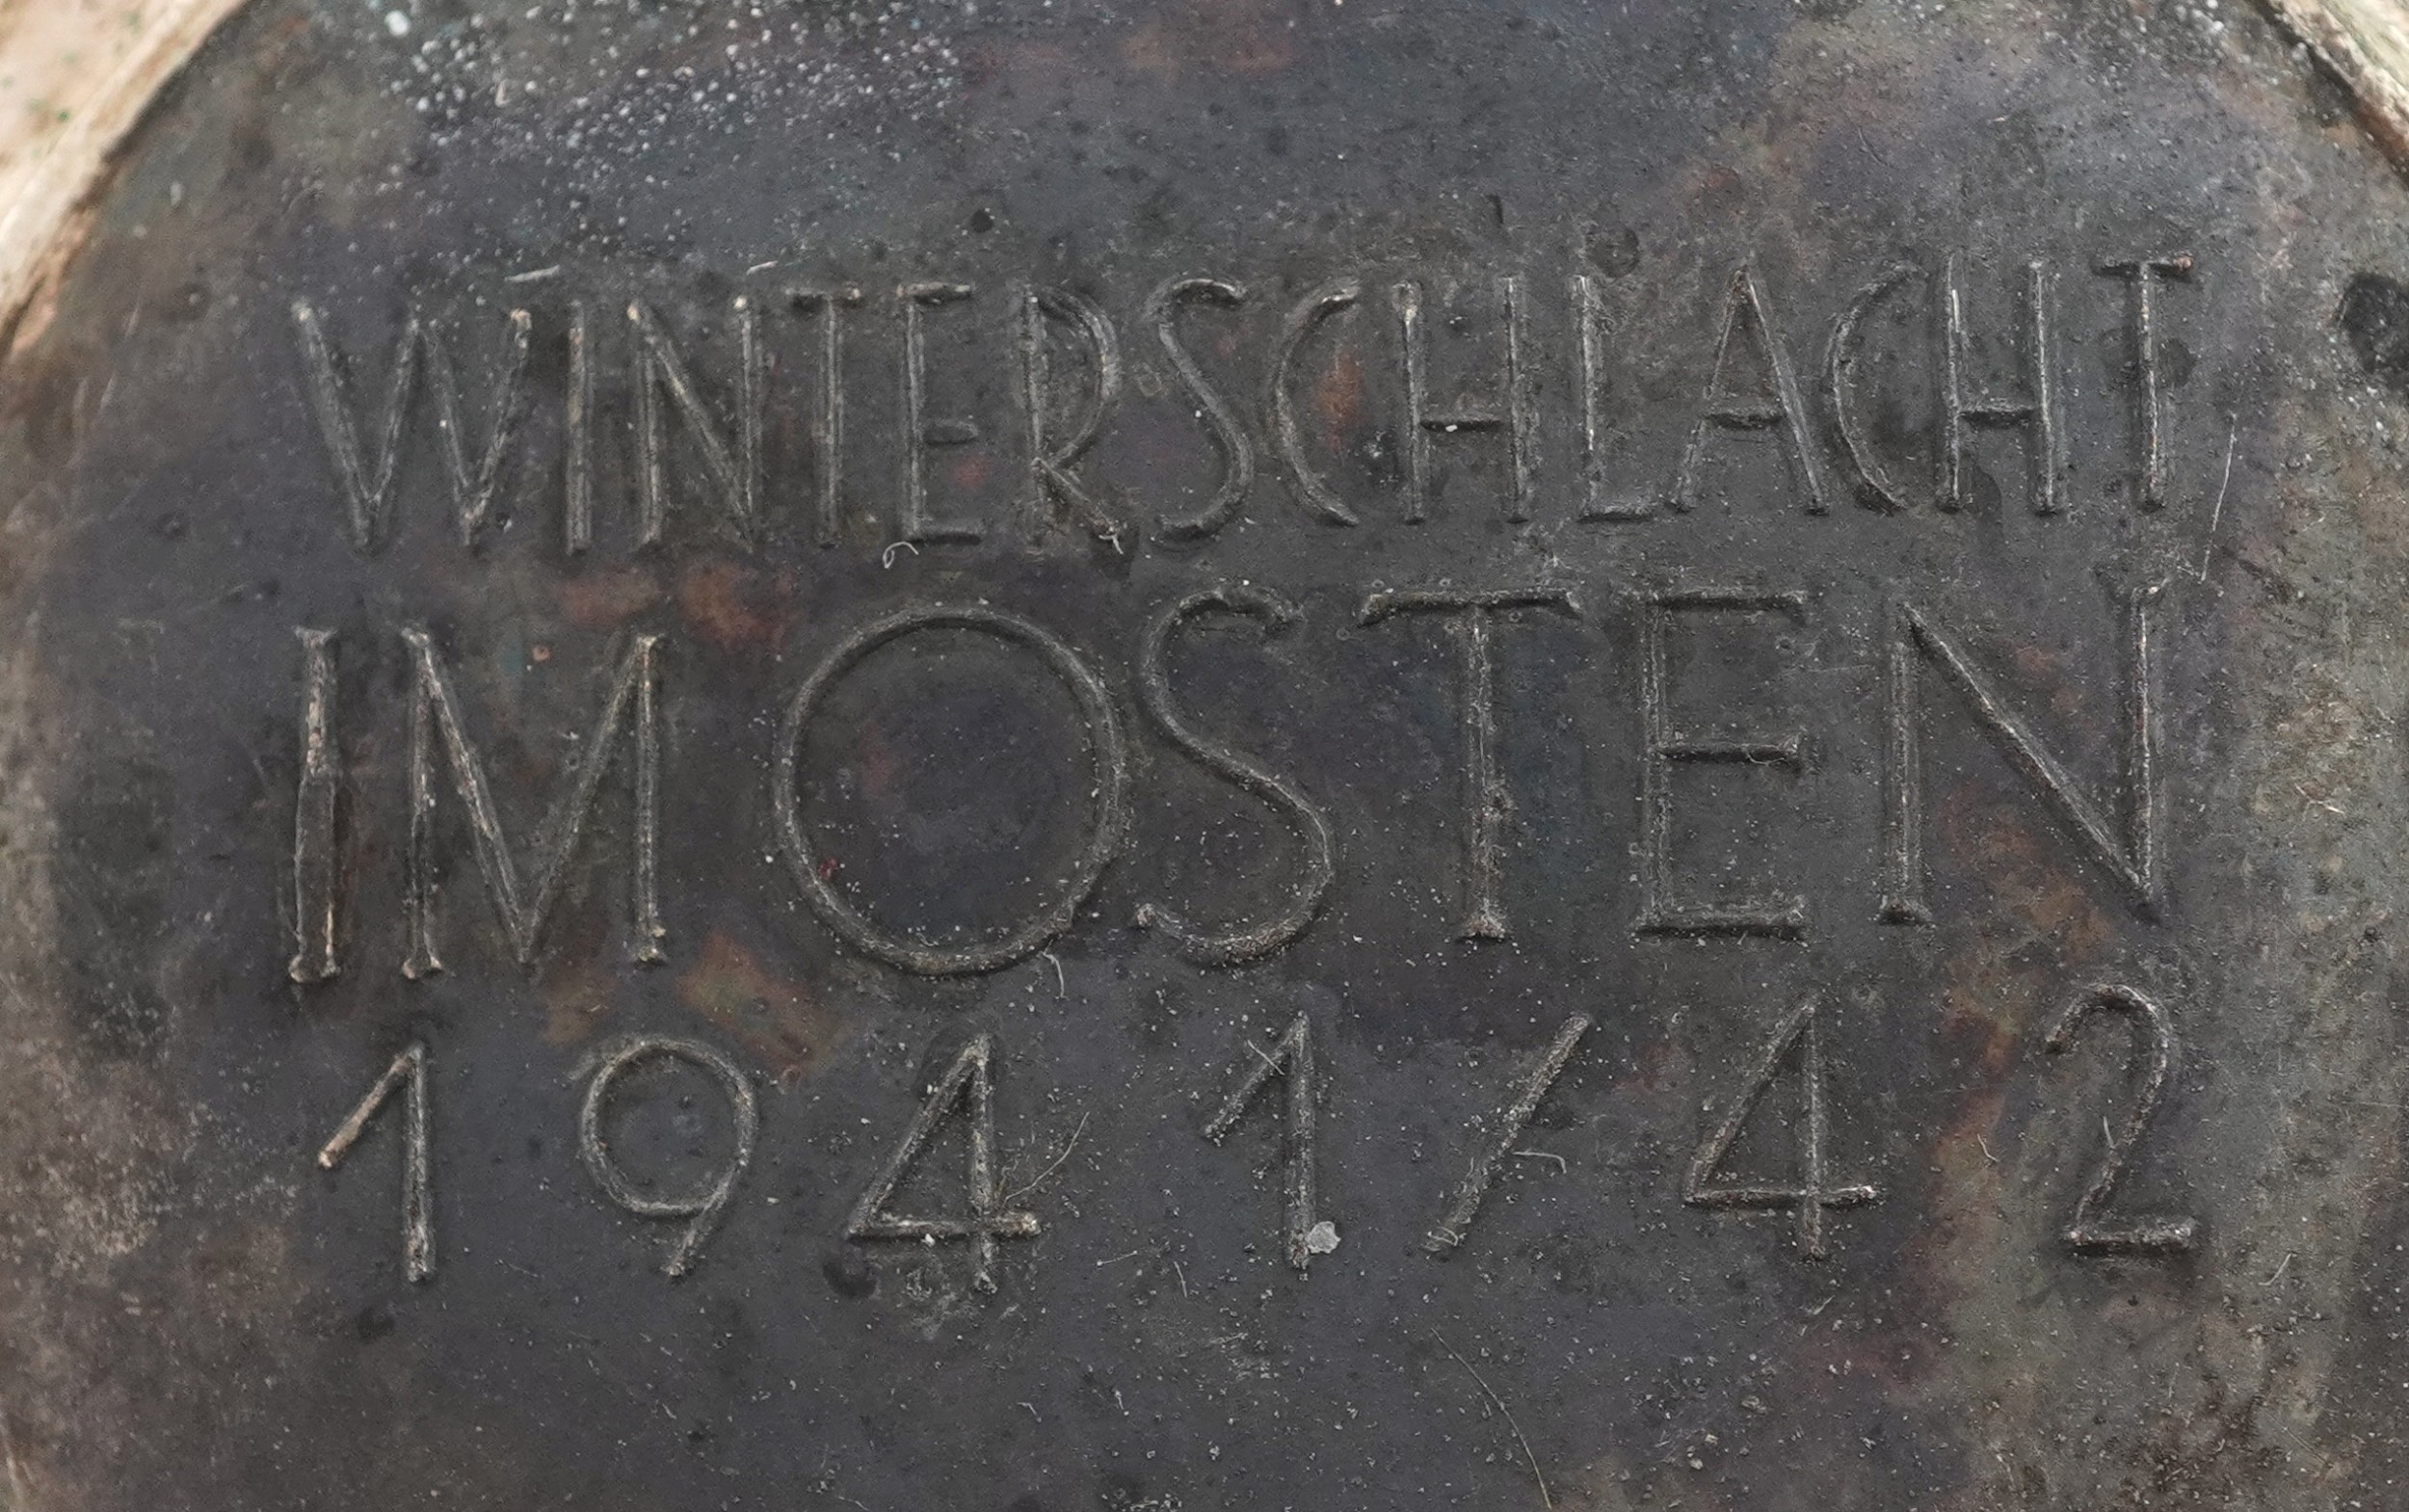 WINTERSCHLACHT
IM OSTEN
1941/42